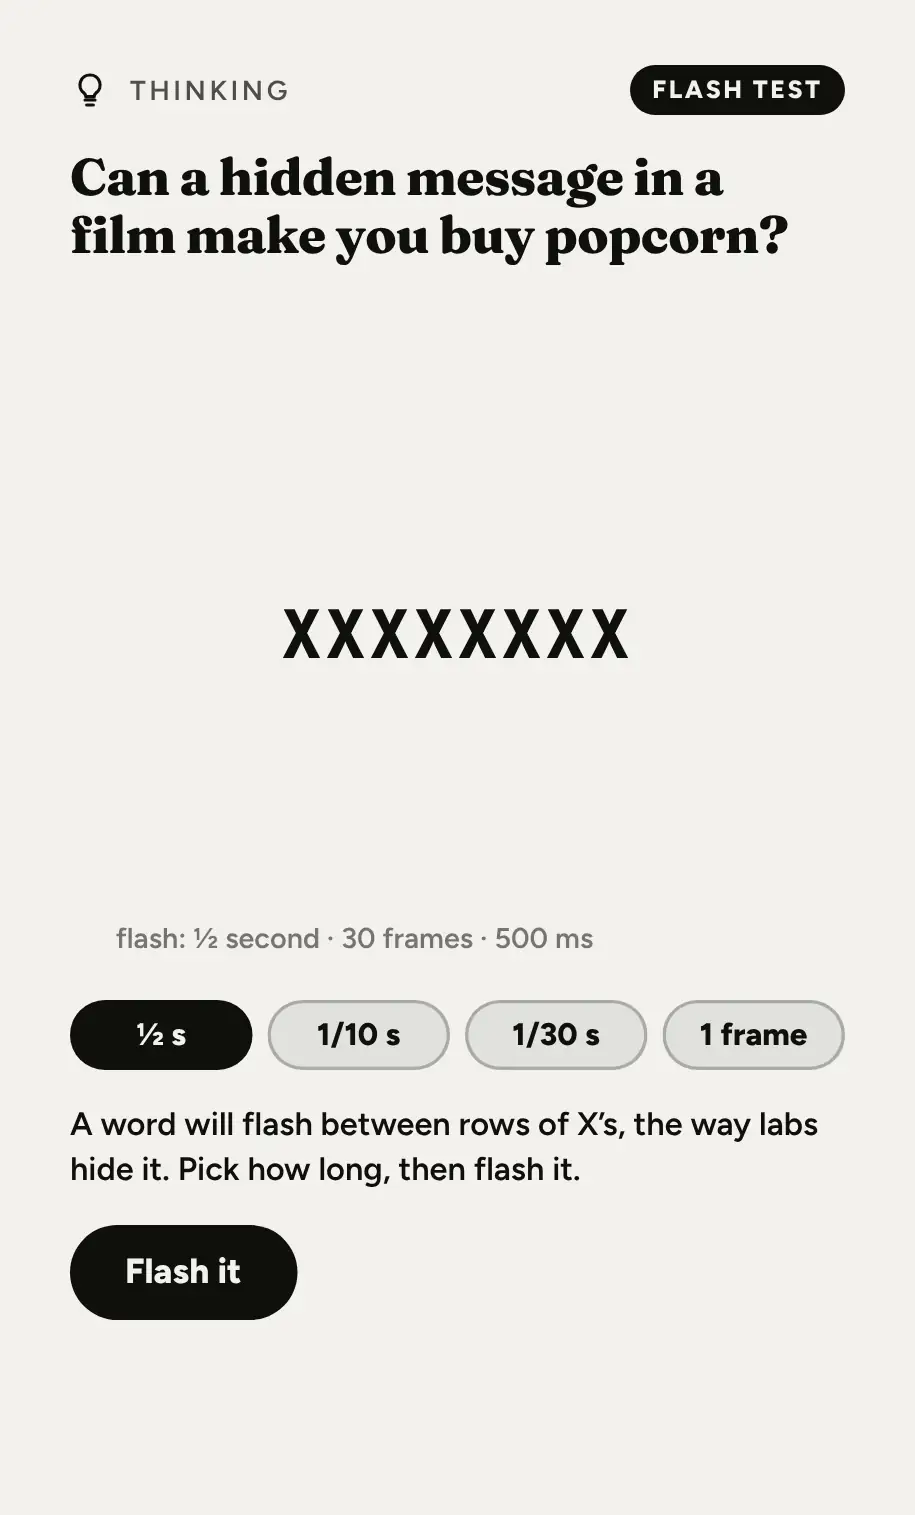 THINKING
FLASH TEST
Can a hidden message in a
film make you buy popcorn?
XXXXXXXX
flash: ½ second · 30 frames · 500 ms
½ s
1/10 s
1/30 s
1 frame
A word will flash between rows of X’s, the way labs
hide it. Pick how long, then flash it.
Flash it